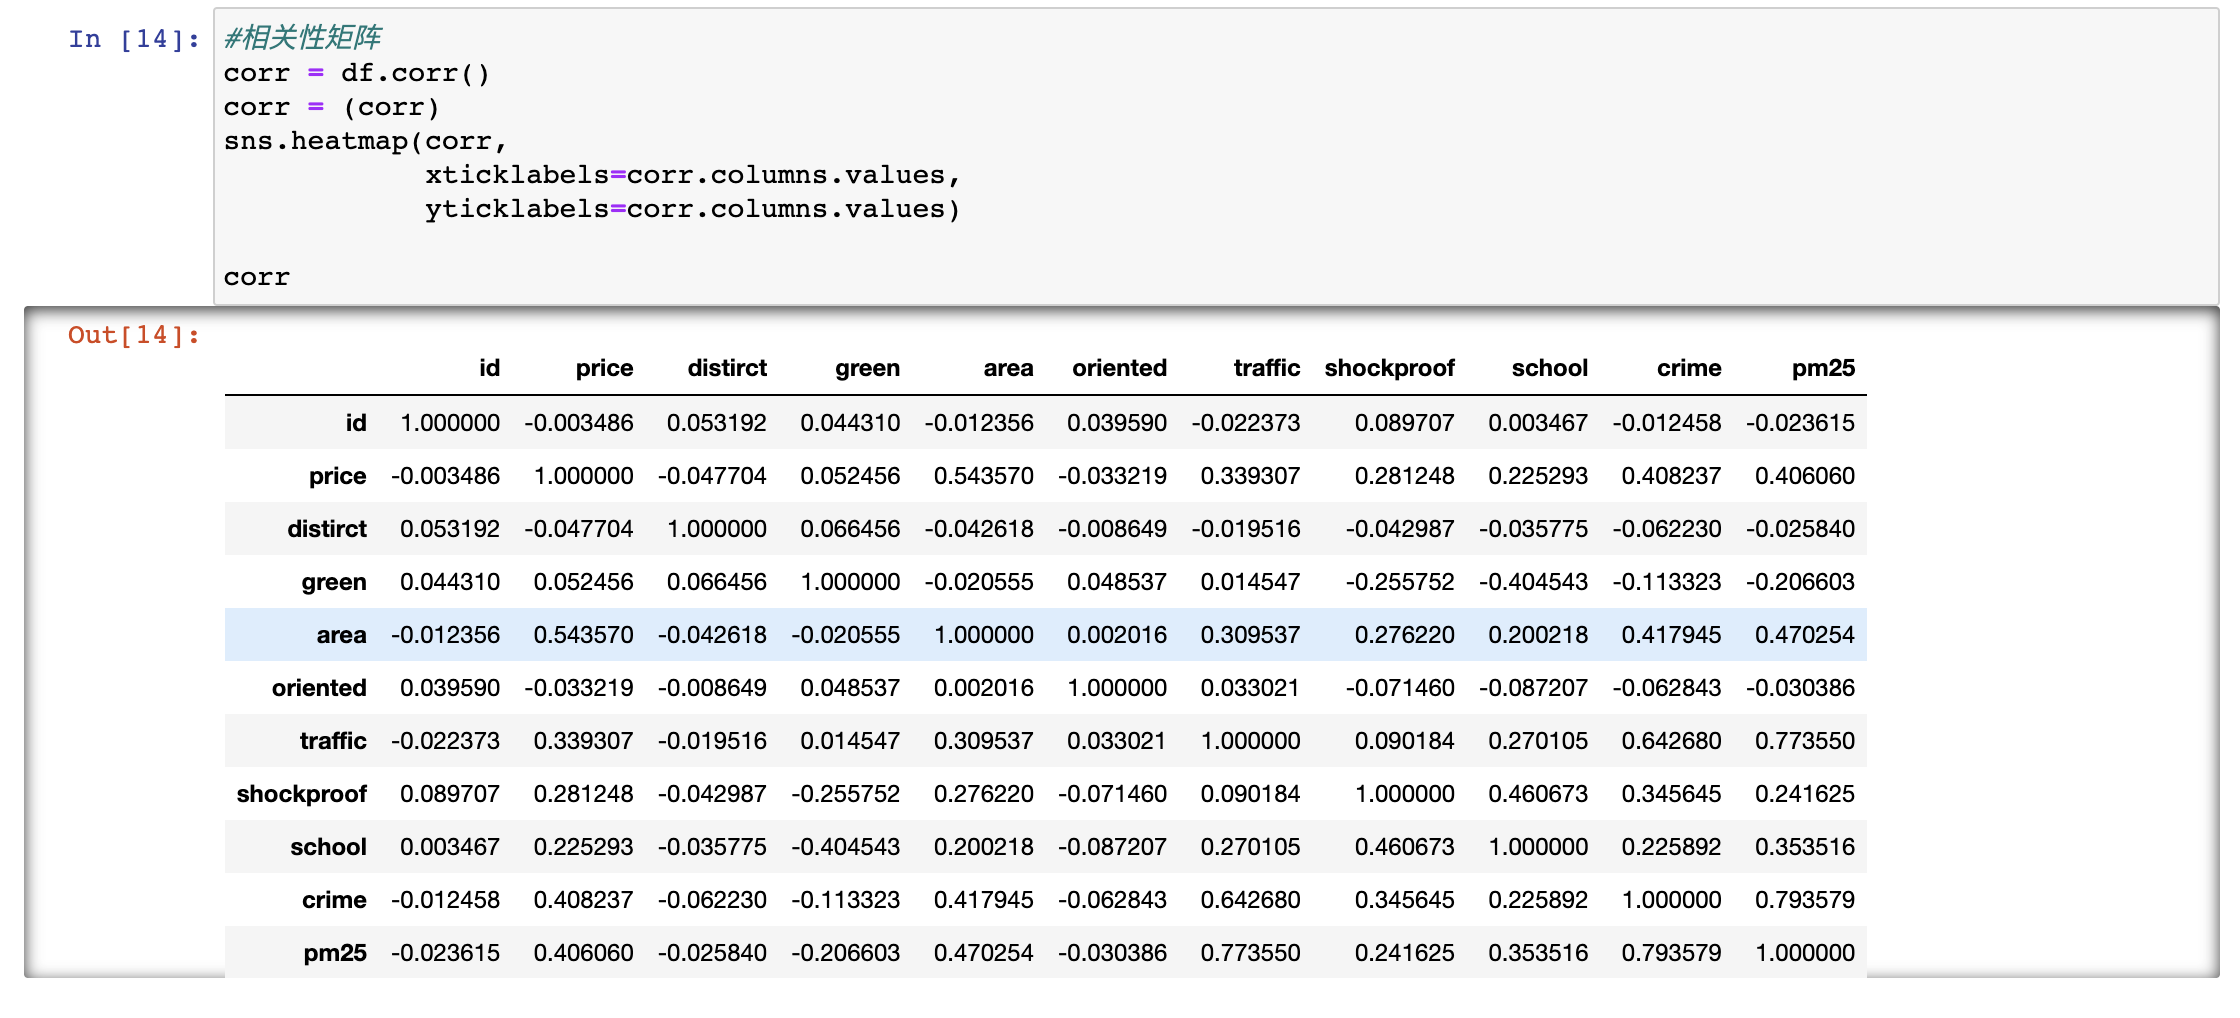 In [14]:
#相关性矩阵
corr = df.corr()
corr = (corr)
sns.heatmap(corr,
            xticklabels=corr.columns.values,
            yticklabels=corr.columns.values)
corr
Out[14]:
id price distirct green area oriented traffic shockproof school crime pm25
id 1.000000 -0.003486 0.053192 0.044310 -0.012356 0.039590 -0.022373 0.089707 0.003467 -0.012458 -0.023615
price -0.003486 1.000000 -0.047704 0.052456 0.543570 -0.033219 0.339307 0.281248 0.225293 0.408237 0.406060
distirct 0.053192 -0.047704 1.000000 0.066456 -0.042618 -0.008649 -0.019516 -0.042987 -0.035775 -0.062230 -0.025840
green 0.044310 0.052456 0.066456 1.000000 -0.020555 0.048537 0.014547 -0.255752 -0.404543 -0.113323 -0.206603
area -0.012356 0.543570 -0.042618 -0.020555 1.000000 0.002016 0.309537 0.276220 0.200218 0.417945 0.470254
oriented 0.039590 -0.033219 -0.008649 0.048537 0.002016 1.000000 0.033021 -0.071460 -0.087207 -0.062843 -0.030386
traffic -0.022373 0.339307 -0.019516 0.014547 0.309537 0.033021 1.000000 0.090184 0.270105 0.642680 0.773550
shockproof 0.089707 0.281248 -0.042987 -0.255752 0.276220 -0.071460 0.090184 1.000000 0.460673 0.345645 0.241625
school 0.003467 0.225293 -0.035775 -0.404543 0.200218 -0.087207 0.270105 0.460673 1.000000 0.225892 0.353516
crime -0.012458 0.408237 -0.062230 -0.113323 0.417945 -0.062843 0.642680 0.345645 0.225892 1.000000 0.793579
pm25 -0.023615 0.406060 -0.025840 -0.206603 0.470254 -0.030386 0.773550 0.241625 0.353516 0.793579 1.000000